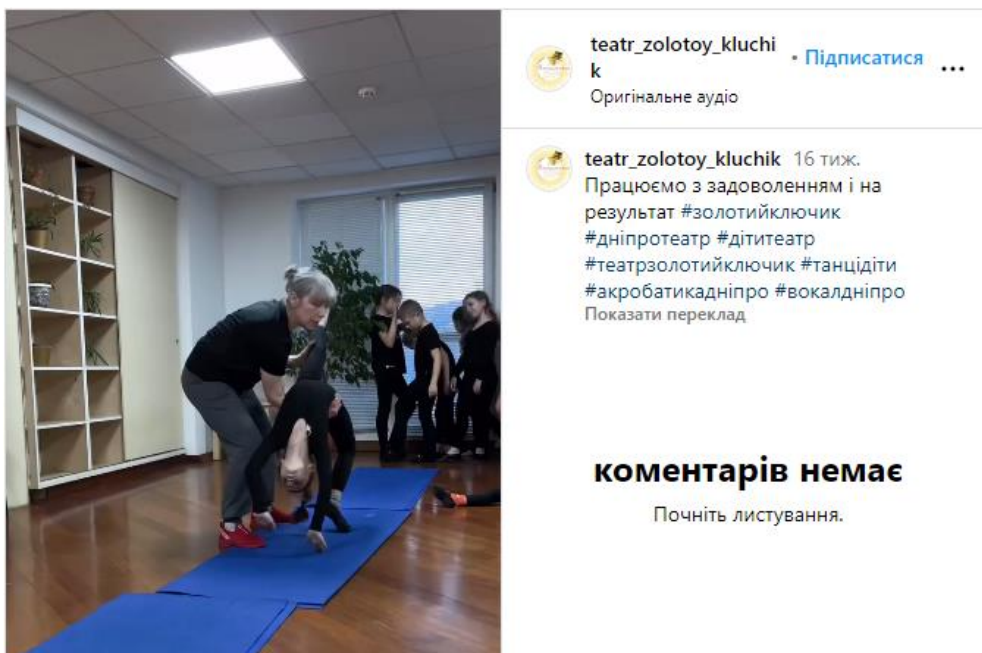 teatr_zolotoy_kluchi
k
• Підписатися
...
Оригінальне аудіо
teatr_zolotoy_kluchik 16 тиж.
Працюємо з задоволенням і на
результат #золотийключик
#дніпротеатр #дітитеатр
#театрзолотийключик #танцідіти
#акробатикадніпро #вокалдніпро
Показати переклад
коментарів немає
Почніть листування.